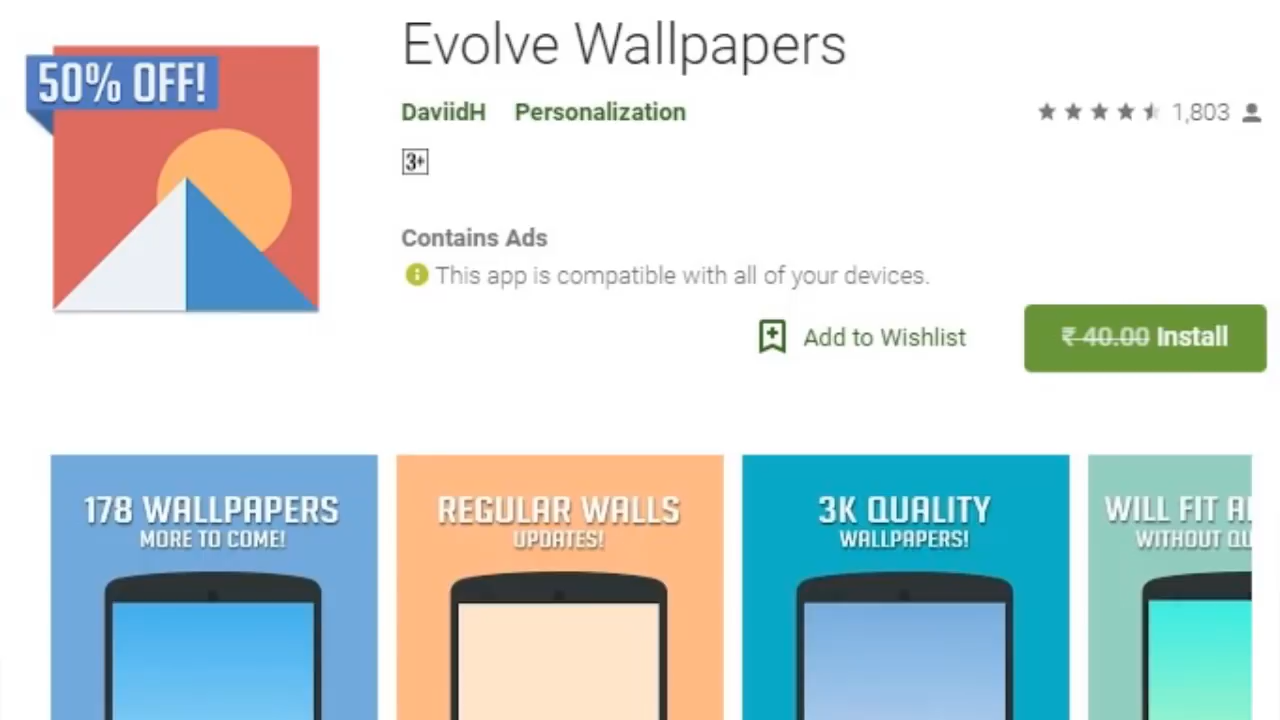 50% OFF!
Evolve Wallpapers
DaviidH Personalization
1,803
3+
Contains Ads
This app is compatible with all of your devices.
Add to Wishlist
₹ 40.00 Install
178 WALLPAPERS
MORE TO COME!
REGULAR WALLS
UPDATES!
3K QUALITY
WALLPAPERS!
WILL FIT
WITHOUT